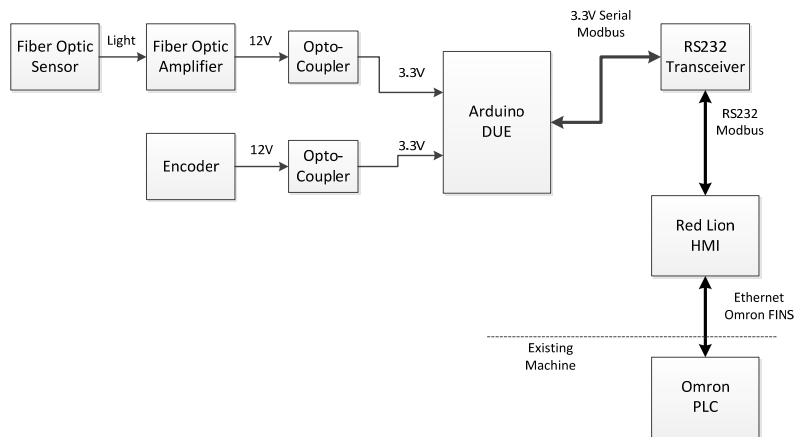 Fiber Optic
Sensor
Light
Fiber Optic
Amplifier
12V
Opto-
Coupler
3.3V
Encoder
12V
Opto-
Coupler
3.3V
Arduino
DUE
3.3V Serial
Modbus
RS232
Transceiver
RS232
Modbus
Red Lion
HMI
Ethernet
Omron FINS
Existing
Machine
Omron
PLC